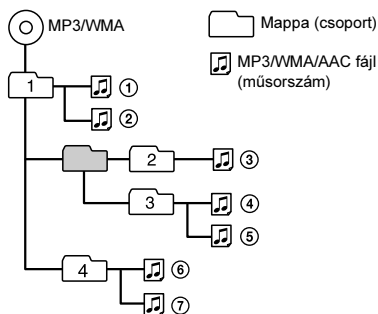 MP3/WMA
Mappa (csoport)
MP3/WMA/AAC fájl
(műsorszám)
1
①
②
2
③
3
④
⑤
4
⑥
⑦